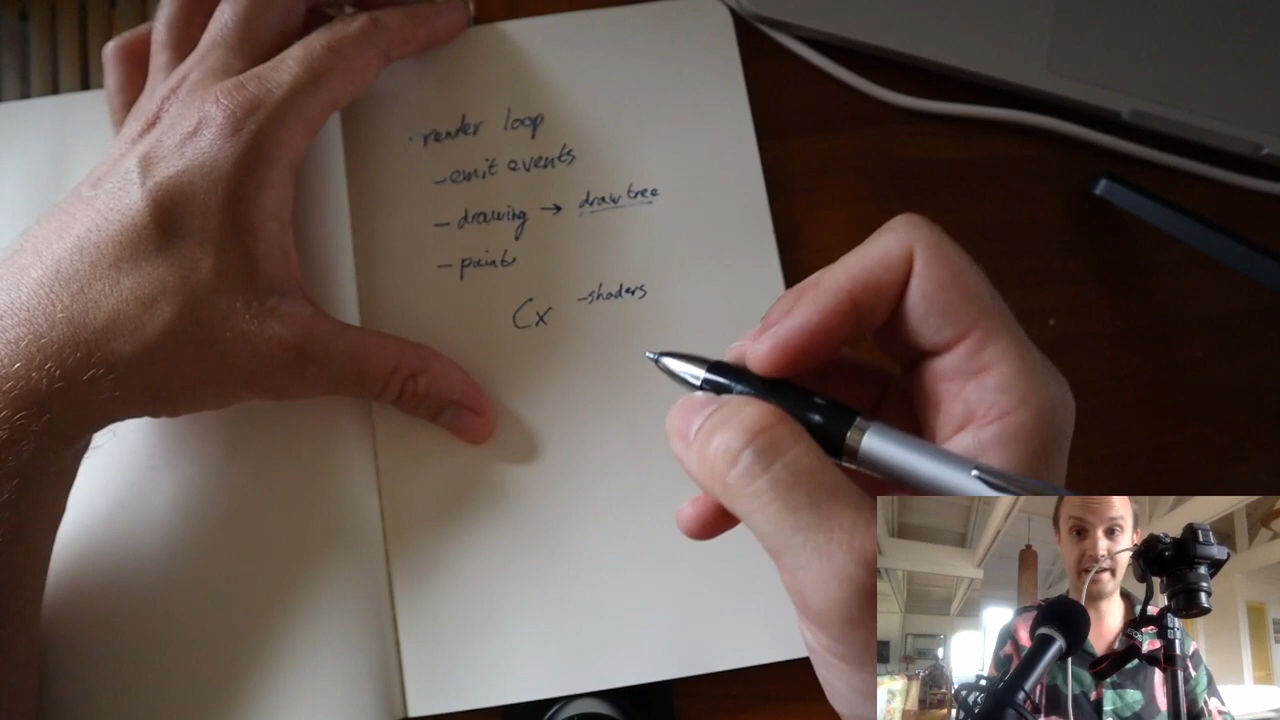 · render loop
- emit events
- drawing → draw tree
- paint
Cx
- shaders